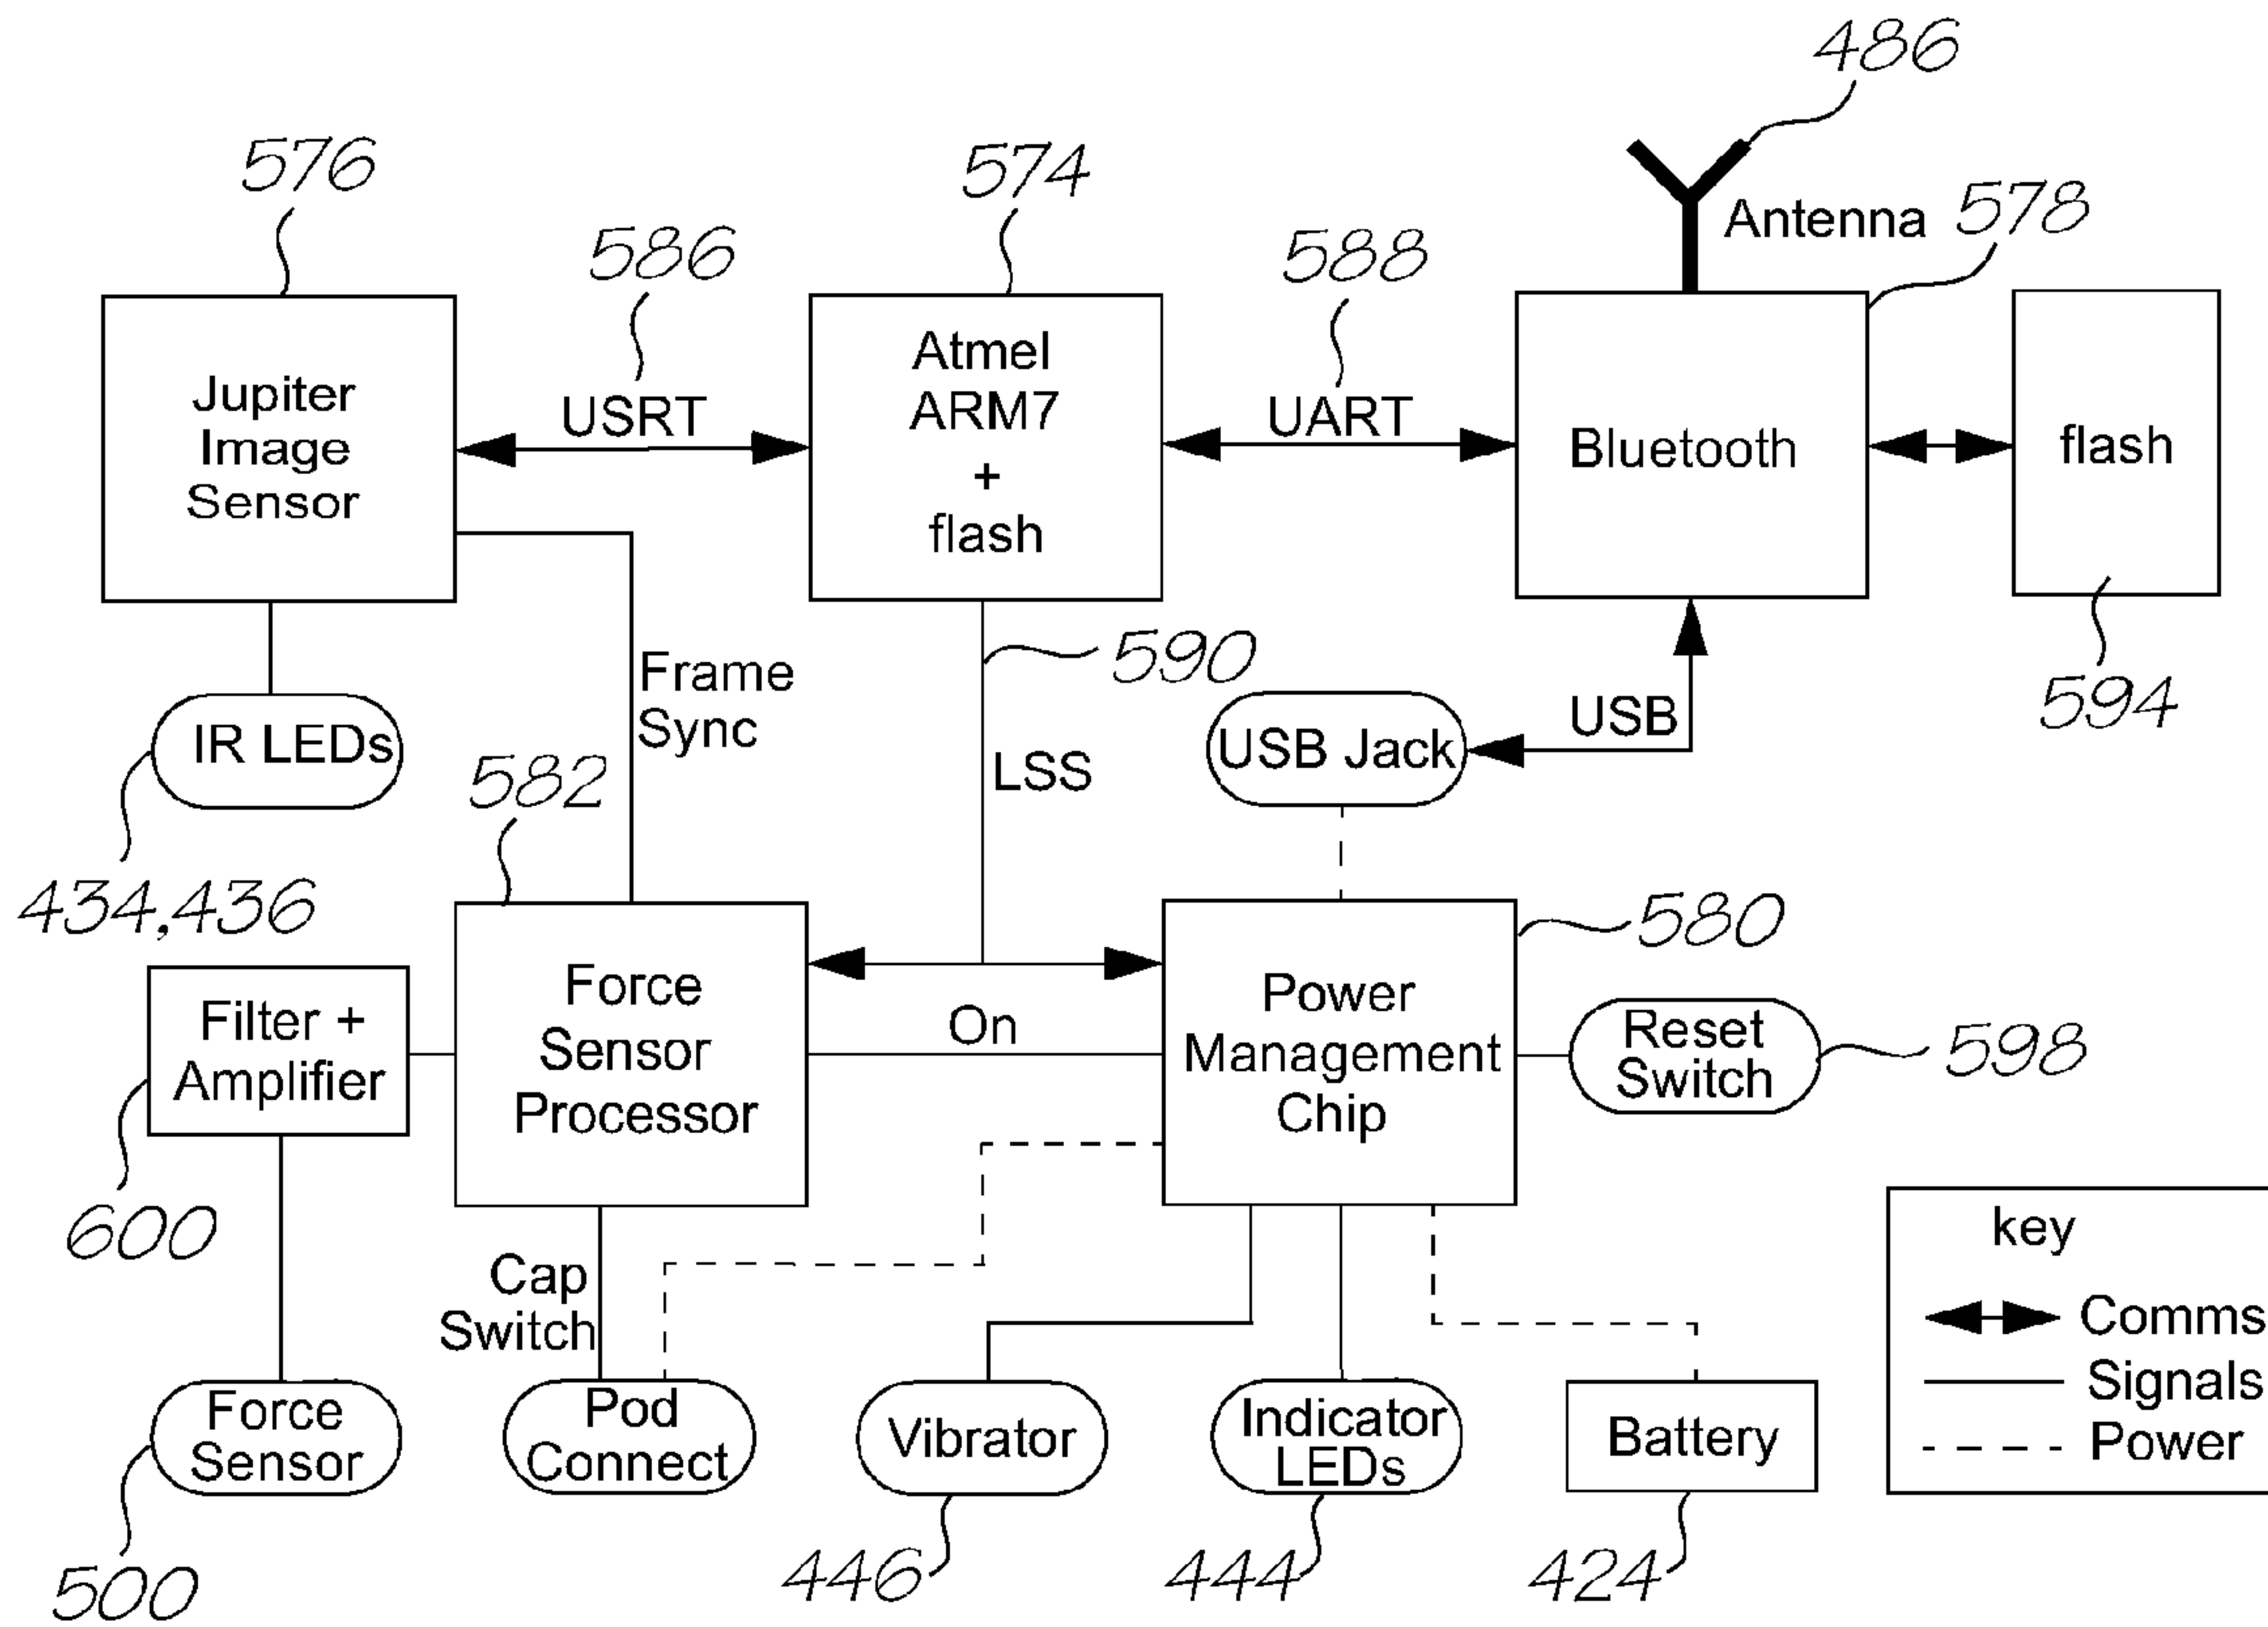 486
576
574
Antenna
578
586
588
Jupiter
Image
Sensor
USRT
Atmel
ARM7
+
flash
UART
Bluetooth
flash
594
590
Frame
Sync
IR LEDs
434,436
582
LSS
USB Jack
USB
580
Filter +
Amplifier
600
Force
Sensor
Processor
On
Power
Management
Chip
Reset
Switch
598
Cap
Switch
key
Comms
Signals
Power
Force
Sensor
500
Pod
Connect
Vibrator
446
Indicator
LEDs
444
Battery
424